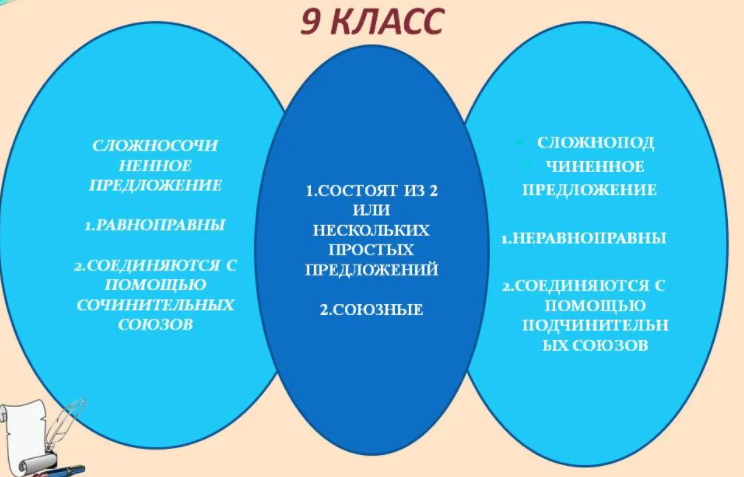 9 КЛАСС
СЛОЖНОСОЧИ
НЕННОЕ
ПРЕДЛОЖЕНИЕ
1.РАВНОПРАВНЫ
2.СОЕДИНЯЮТСЯ С
ПОМОЩЬЮ
СОЧИНИТЕЛЬНЫХ
СОЮЗОВ
1.СОСТОЯТ ИЗ 2
ИЛИ
НЕСКОЛЬКИХ
ПРОСТЫХ
ПРЕДЛОЖЕНИЙ
2.СОЮЗНЫЕ
• СЛОЖНОПОД
• ЧИНЕННОЕ
ПРЕДЛОЖЕНИЕ
1.НЕРАВНОПРАВНЫ
2.СОЕДИНЯЮТСЯ С
ПОМОЩЬЮ
ПОДЧИНИТЕЛЬН
ЫХ СОЮЗОВ